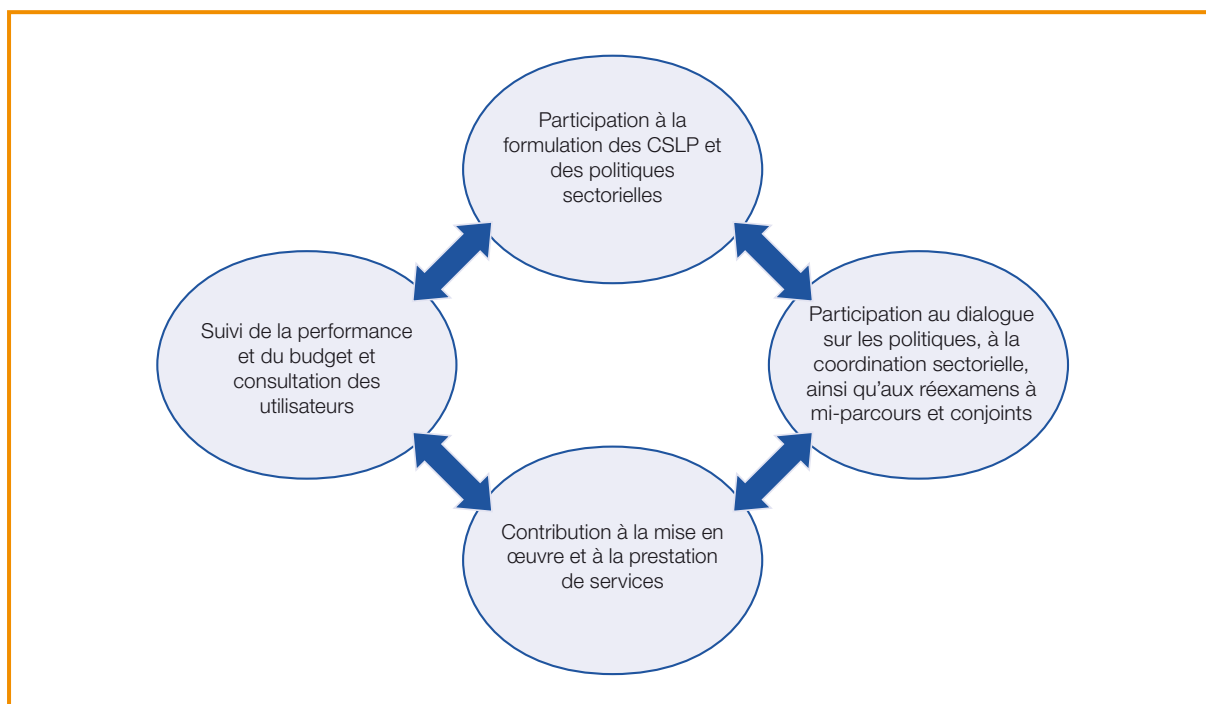 Participation à la
formulation des CSLP et
des politiques
sectorielles
Suivi de la performance
et du budget et
consultation des
utilisateurs
Participation au dialogue
sur les politiques, à la
coordination sectorielle,
ainsi qu’aux réexamens à
mi-parcours et conjoints
Contribution à la mise en
œuvre et à la prestation
de services